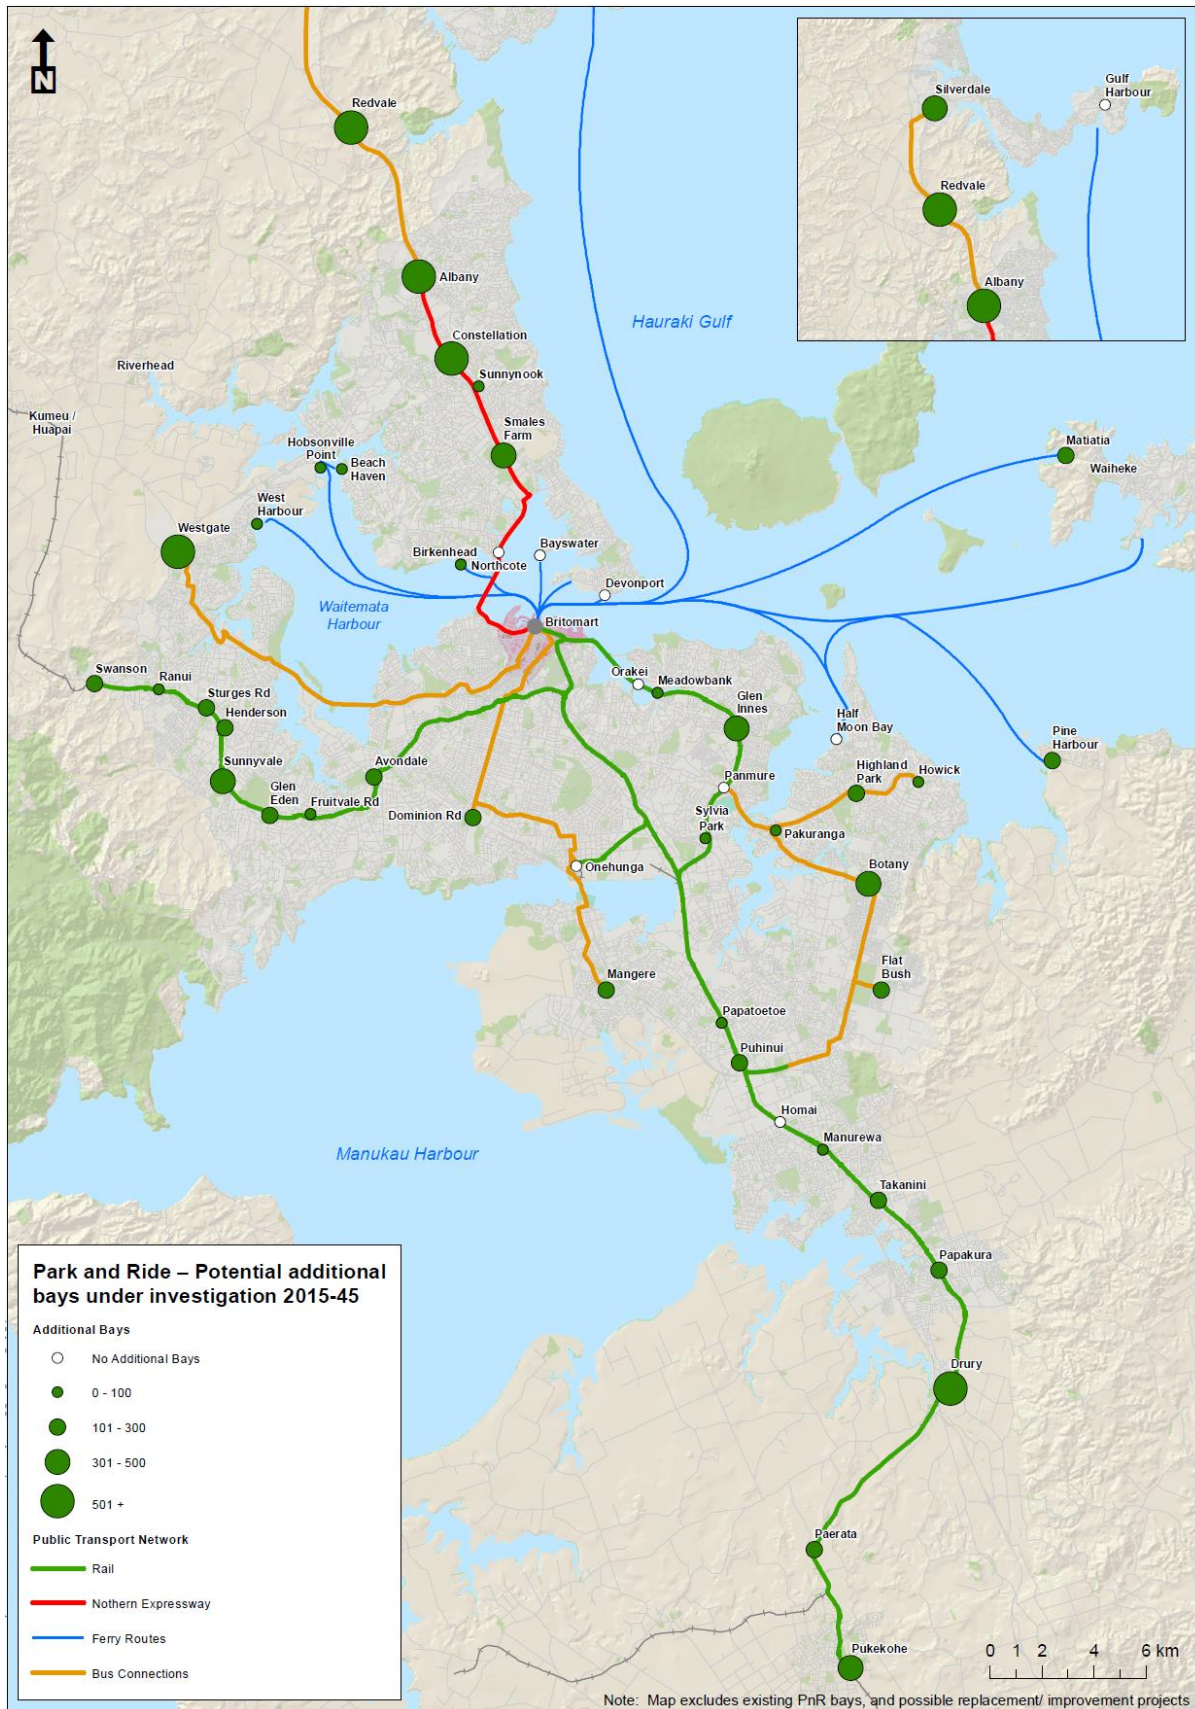 N
Redvale
Silverdale
Gulf
Harbour
Redvale
Albany
Albany
Hauraki Gulf
Constellation
Sunnynook
Riverhead
Kumeu /
Huapai
Smales
Farm
Hobsonville
Point
Beach
Haven
Matiatia
Waiheke
West
Harbour
Westgate
Birkenhead
Northcote
Bayswater
Devonport
Waitemata
Harbour
Britomart
Swanson
Ranui
Sturges Rd
Henderson
Orakei
Meadowbank
Glen
Innes
Half
Moon Bay
Pine
Harbour
Sunnyvale
Avondale
Panmure
Highland
Park
Howick
Glen
Eden
Fruitvale Rd
Dominion Rd
Sylvia
Park
Pakuranga
Onehunga
Botany
Mangere
Flat
Bush
Papatoetoe
Puhinui
Homai
Manurewa
Manukau Harbour
Takanini
Papakura
Drury
Paerata
Pukekohe
Park and Ride – Potential additional
bays under investigation 2015-45
Additional Bays
No Additional Bays
0 - 100
101 - 300
301 - 500
501 +
Public Transport Network
Rail
Nothern Expressway
Ferry Routes
Bus Connections
0 1 2 4 6 km
Note: Map excludes existing PnR bays, and possible replacement/ improvement projects